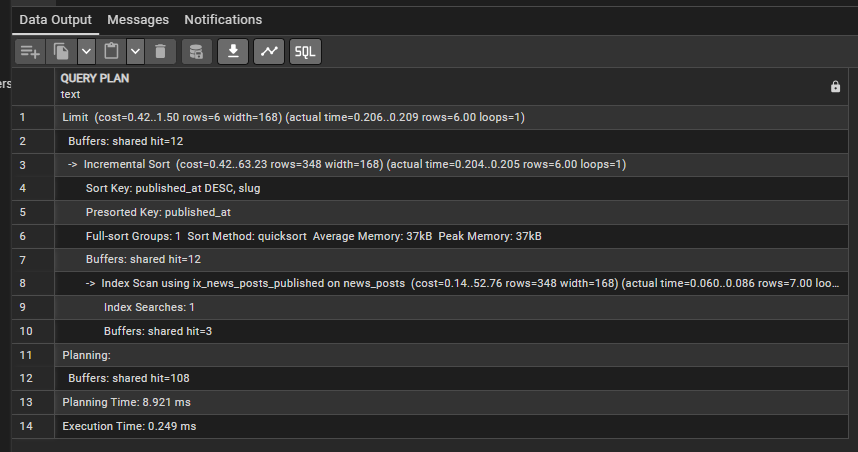 Data Output Messages Notifications
SQL
ers
QUERY PLAN
text
1 Limit (cost=0.42..1.50 rows=6 width=168) (actual time=0.206..0.209 rows=6.00 loops=1)
2 Buffers: shared hit=12
3 -> Incremental Sort (cost=0.42..63.23 rows=348 width=168) (actual time=0.204..0.205 rows=6.00 loops=1)
4 Sort Key: published_at DESC, slug
5 Presorted Key: published_at
6 Full-sort Groups: 1 Sort Method: quicksort Average Memory: 37kB Peak Memory: 37kB
7 Buffers: shared hit=12
8 -> Index Scan using ix_news_posts_published on news_posts (cost=0.14..52.76 rows=348 width=168) (actual time=0.060..0.086 rows=7.00 loo...
9 Index Searches: 1
10 Buffers: shared hit=3
11 Planning:
12 Buffers: shared hit=108
13 Planning Time: 8.921 ms
14 Execution Time: 0.249 ms